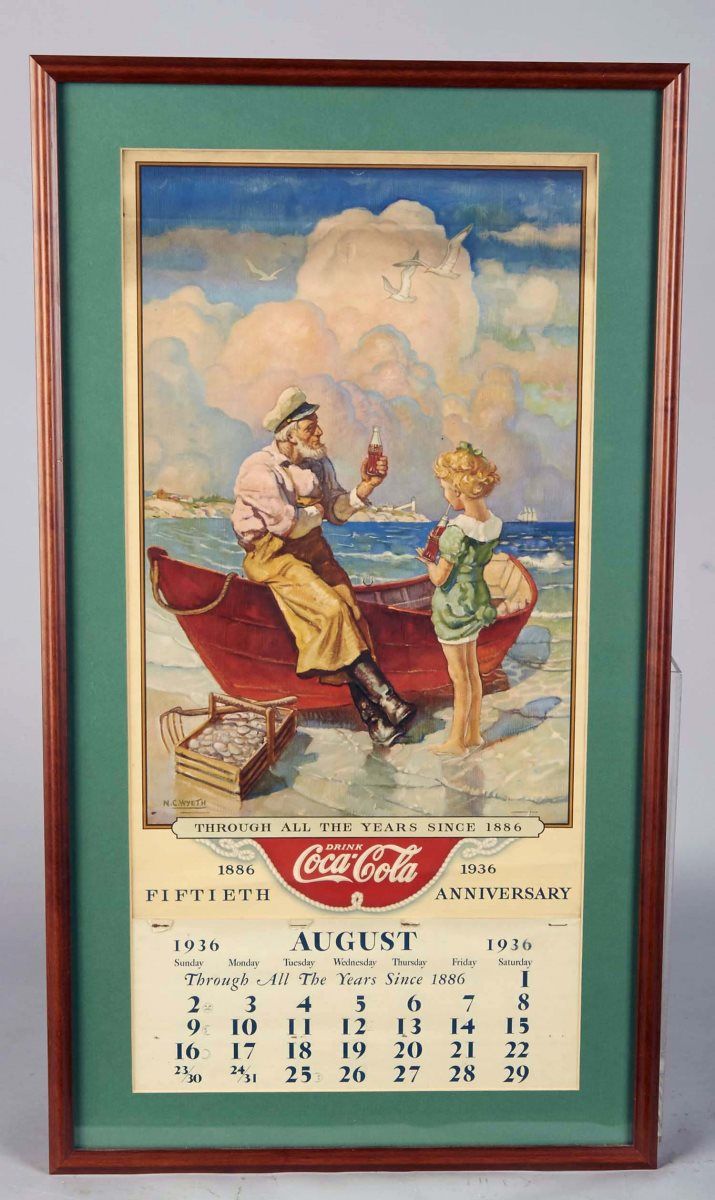 N.C.WYETH
THROUGH ALL THE YEARS SINCE 1886
DRINK
Coca-Cola
1886 1936
FIFTIETH ANNIVERSARY
1936 AUGUST 1936
Sunday Monday Tuesday Wednesday Thursday Friday Saturday
Through All The Years Since 1886 1
2 3 4 5 6 7 8
9 10 11 12 13 14 15
16 17 18 19 20 21 22
23/30 24/31 25 26 27 28 29